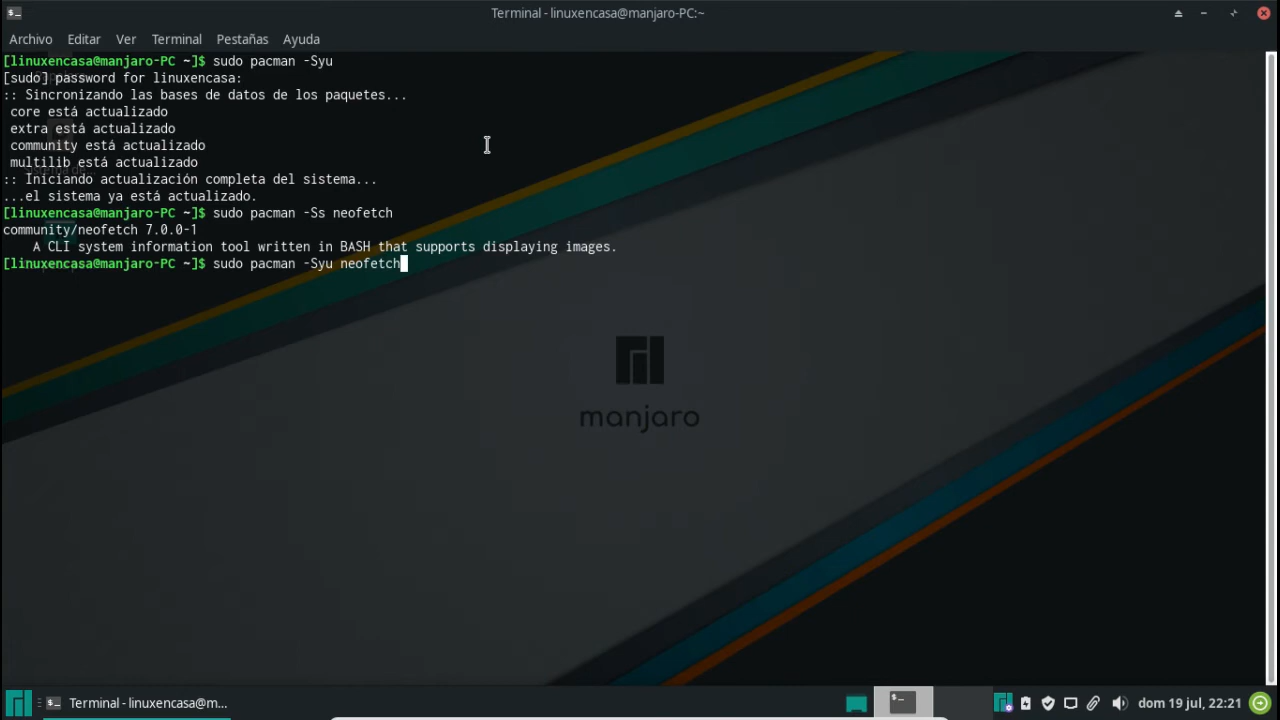 Terminal - linuxencasa@manjaro-PC:~
Archivo Editar Ver Terminal Pestañas Ayuda
[linuxencasa@manjaro-PC ~]$ sudo pacman -Syu
[sudo] password for linuxencasa:
:: Sincronizando las bases de datos de los paquetes...
core está actualizado
extra está actualizado
community está actualizado
multilib está actualizado
:: Iniciando actualización completa del sistema...
...el sistema ya está actualizado.
[linuxencasa@manjaro-PC ~]$ sudo pacman -Ss neofetch
community/neofetch 7.0.0-1
A CLI system information tool written in BASH that supports displaying images.
[linuxencasa@manjaro-PC ~]$ sudo pacman -Syu neofetch
manjaro
Terminal - linuxencasa@m...
dom 19 jul, 22:21